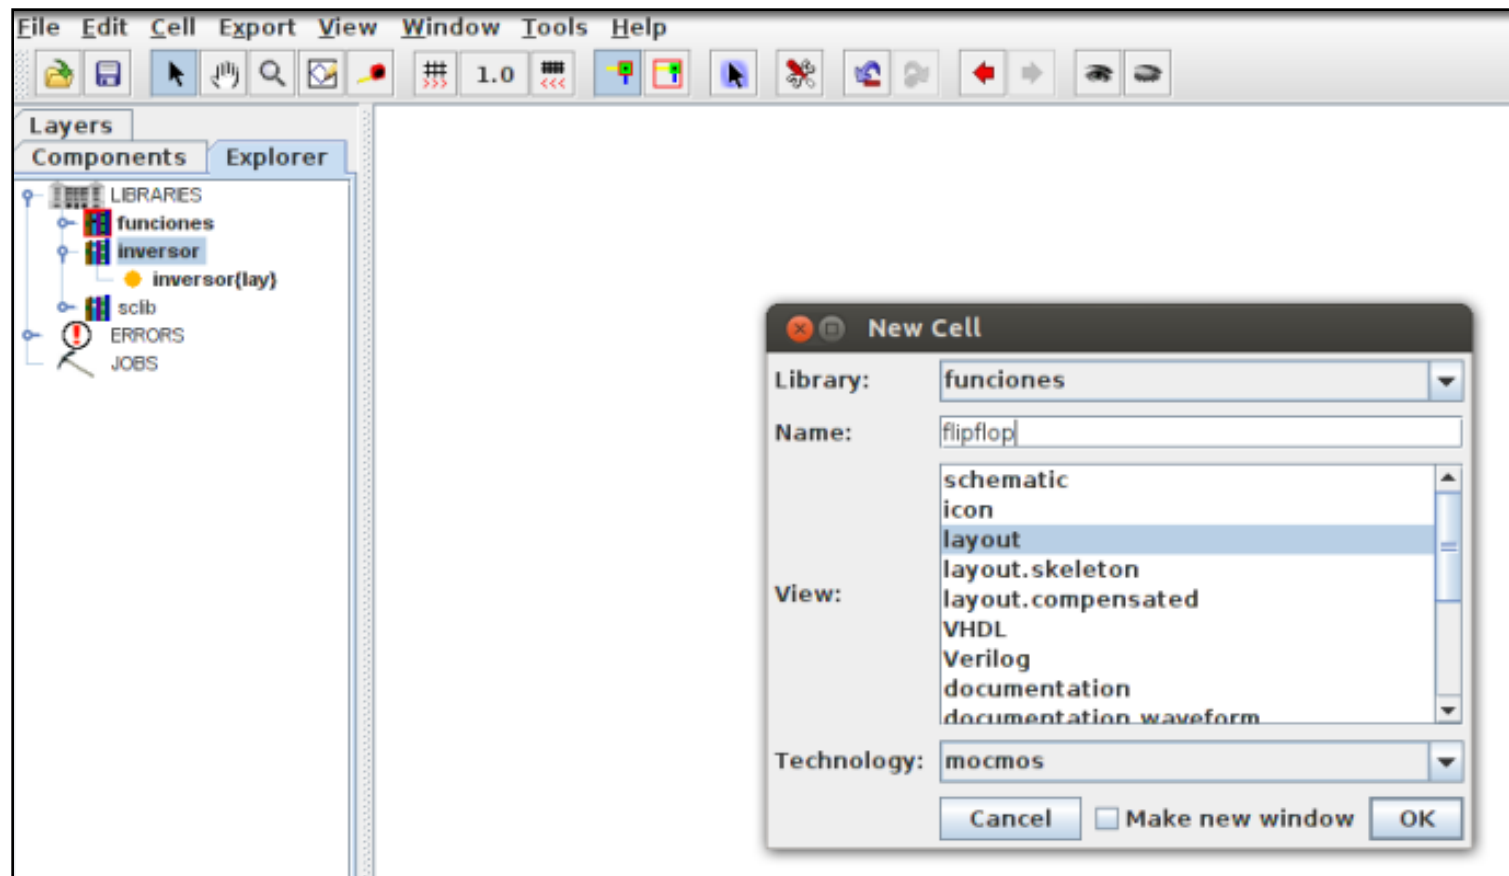 File Edit Cell Export View Window Tools Help
1.0
Layers
Components Explorer
LIBRARIES
funciones
inversor
inversor{lay}
sclib
ERRORS
JOBS
New Cell
Library: funciones
Name: flipflop
View:
schematic
icon
layout
layout.skeleton
layout.compensated
VHDL
Verilog
documentation
documentation.waveform
Technology: mocmos
Cancel Make new window OK